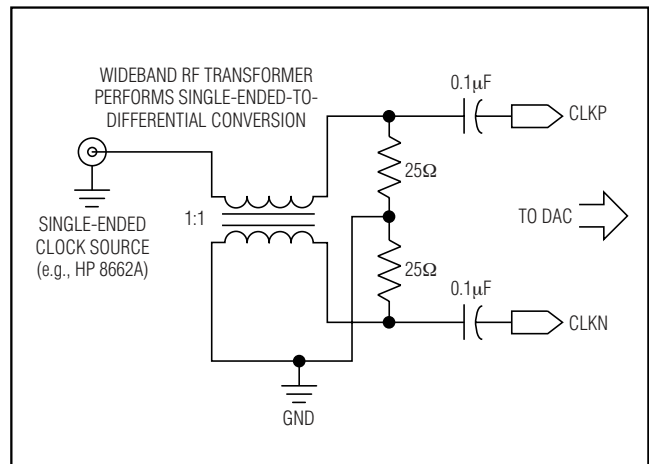 WIDEBAND RF TRANSFORMER
PERFORMS SINGLE-ENDED-TO-
DIFFERENTIAL CONVERSION
0.1μF
CLKP
25Ω
SINGLE-ENDED
CLOCK SOURCE
(e.g., HP 8662A)
1:1
TO DAC
25Ω
0.1μF
CLKN
GND